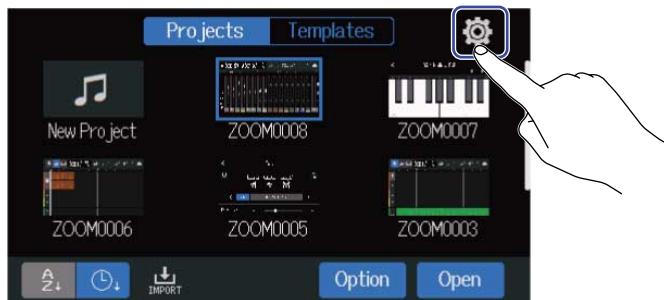 Projects Templates
New Project ZOOM0008 ZOOM0007
ZOOM0006 ZOOM0005 ZOOM0003
A
Z
IMPORT Option Open